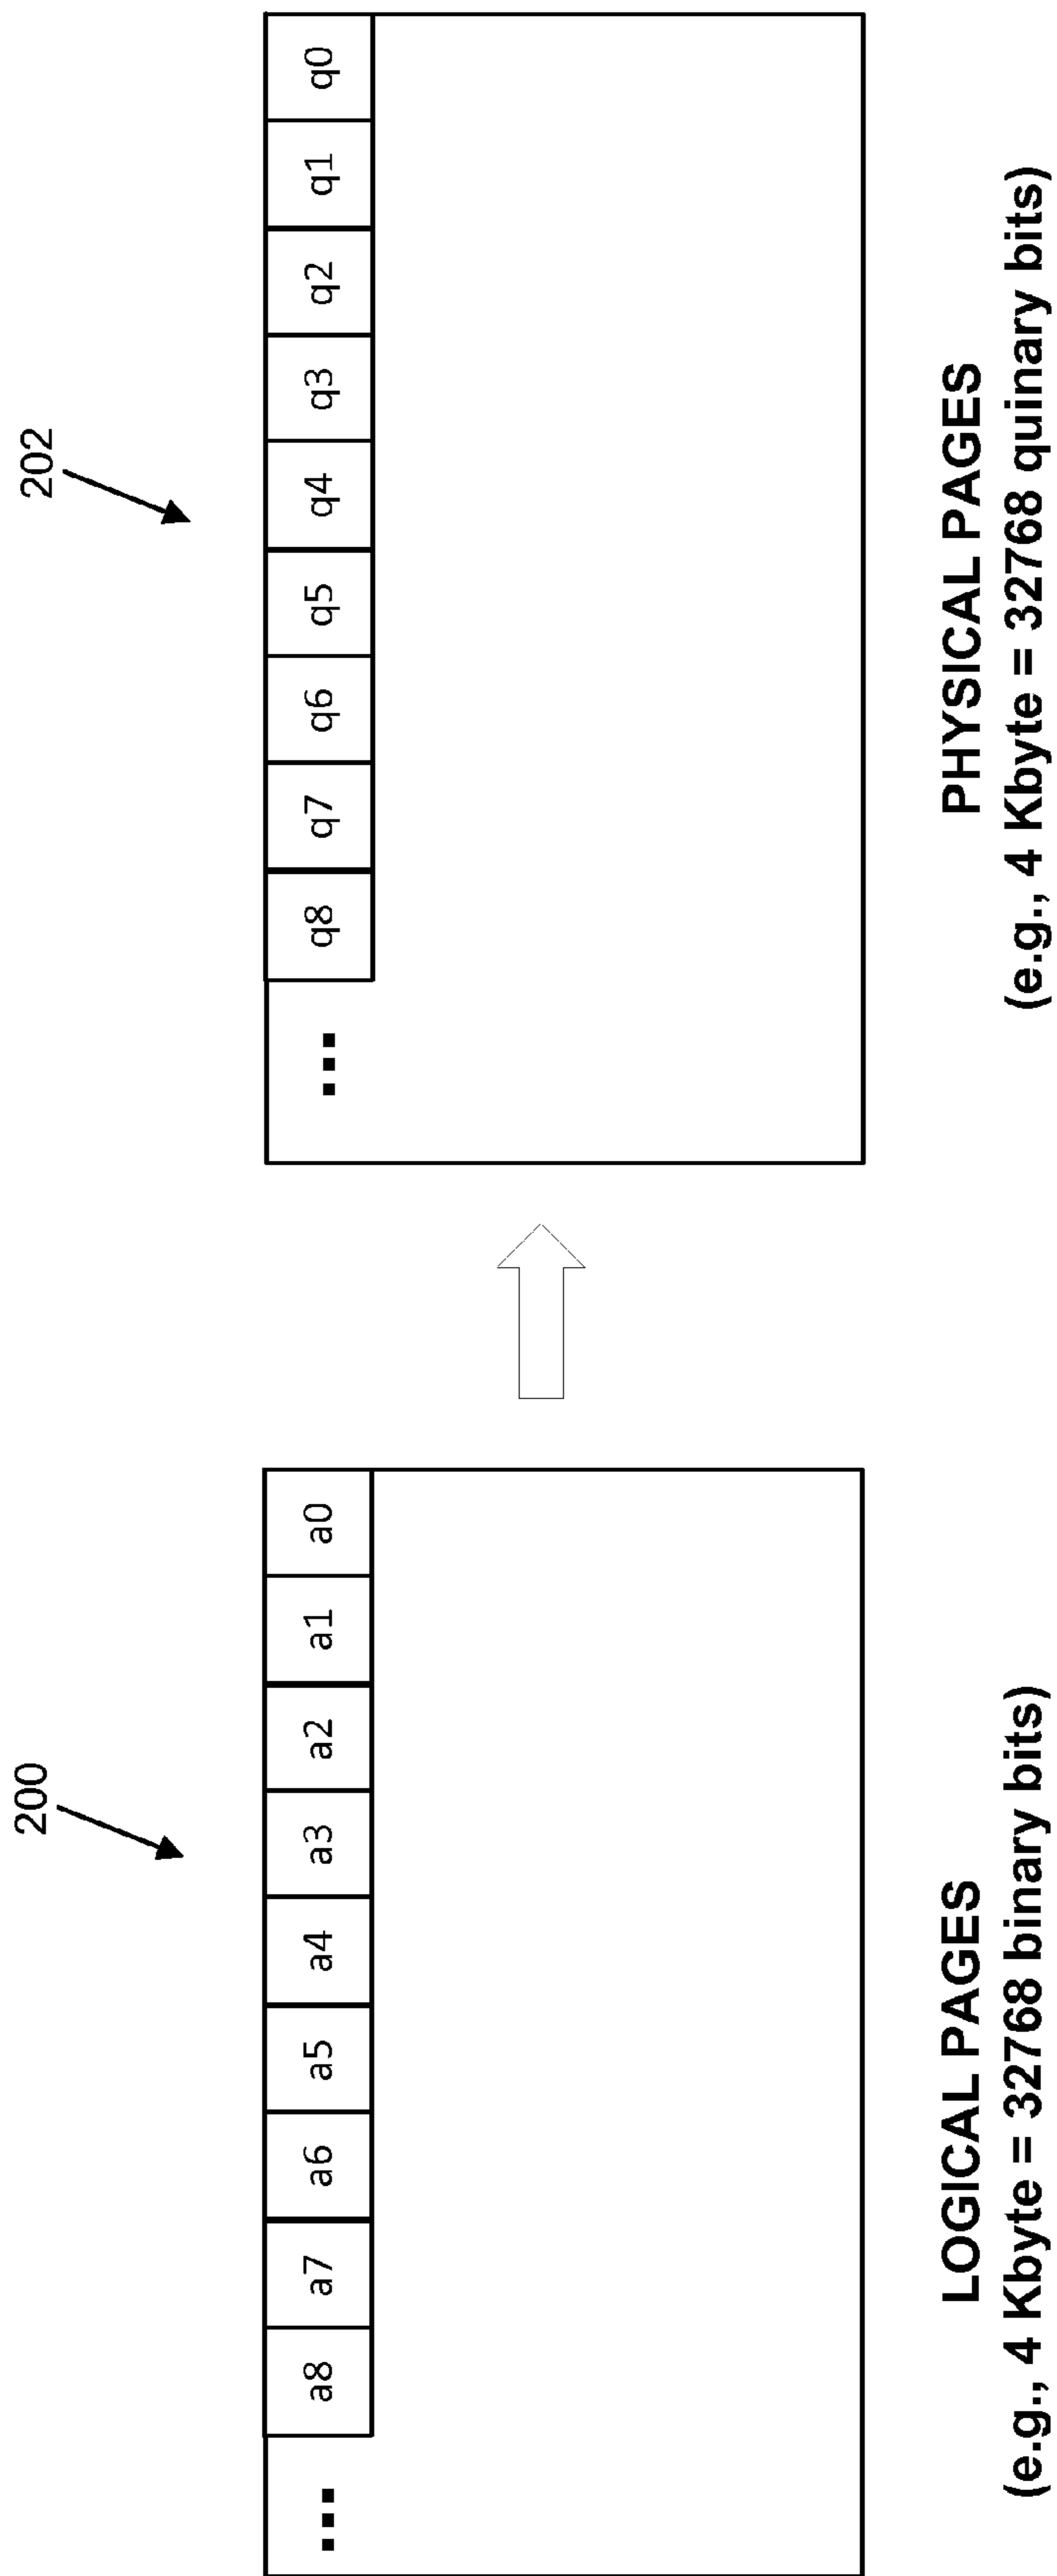 200
... a8 a7 a6 a5 a4 a3 a2 a1 a0
LOGICAL PAGES
(e.g., 4 Kbyte = 32768 binary bits)
202
... q8 q7 q6 q5 q4 q3 q2 q1 q0
PHYSICAL PAGES
(e.g., 4 Kbyte = 32768 quinary bits)